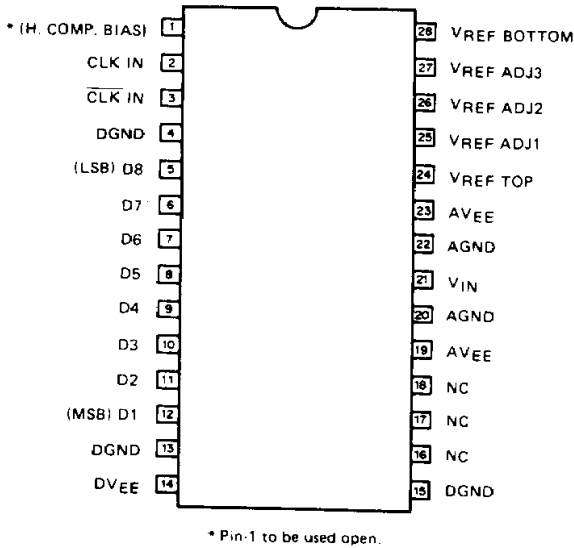 * (H. COMP. BIAS) 1
CLK IN 2
CLK IN 3
DGND 4
(LSB) D8 5
D7 6
D6 7
D5 8
D4 9
D3 10
D2 11
(MSB) D1 12
DGND 13
DVEE 14
28 VREF BOTTOM
27 VREF ADJ3
26 VREF ADJ2
25 VREF ADJ1
24 VREF TOP
23 AVEE
22 AGND
21 VIN
20 AGND
19 AVEE
18 NC
17 NC
16 NC
15 DGND
* Pin-1 to be used open.